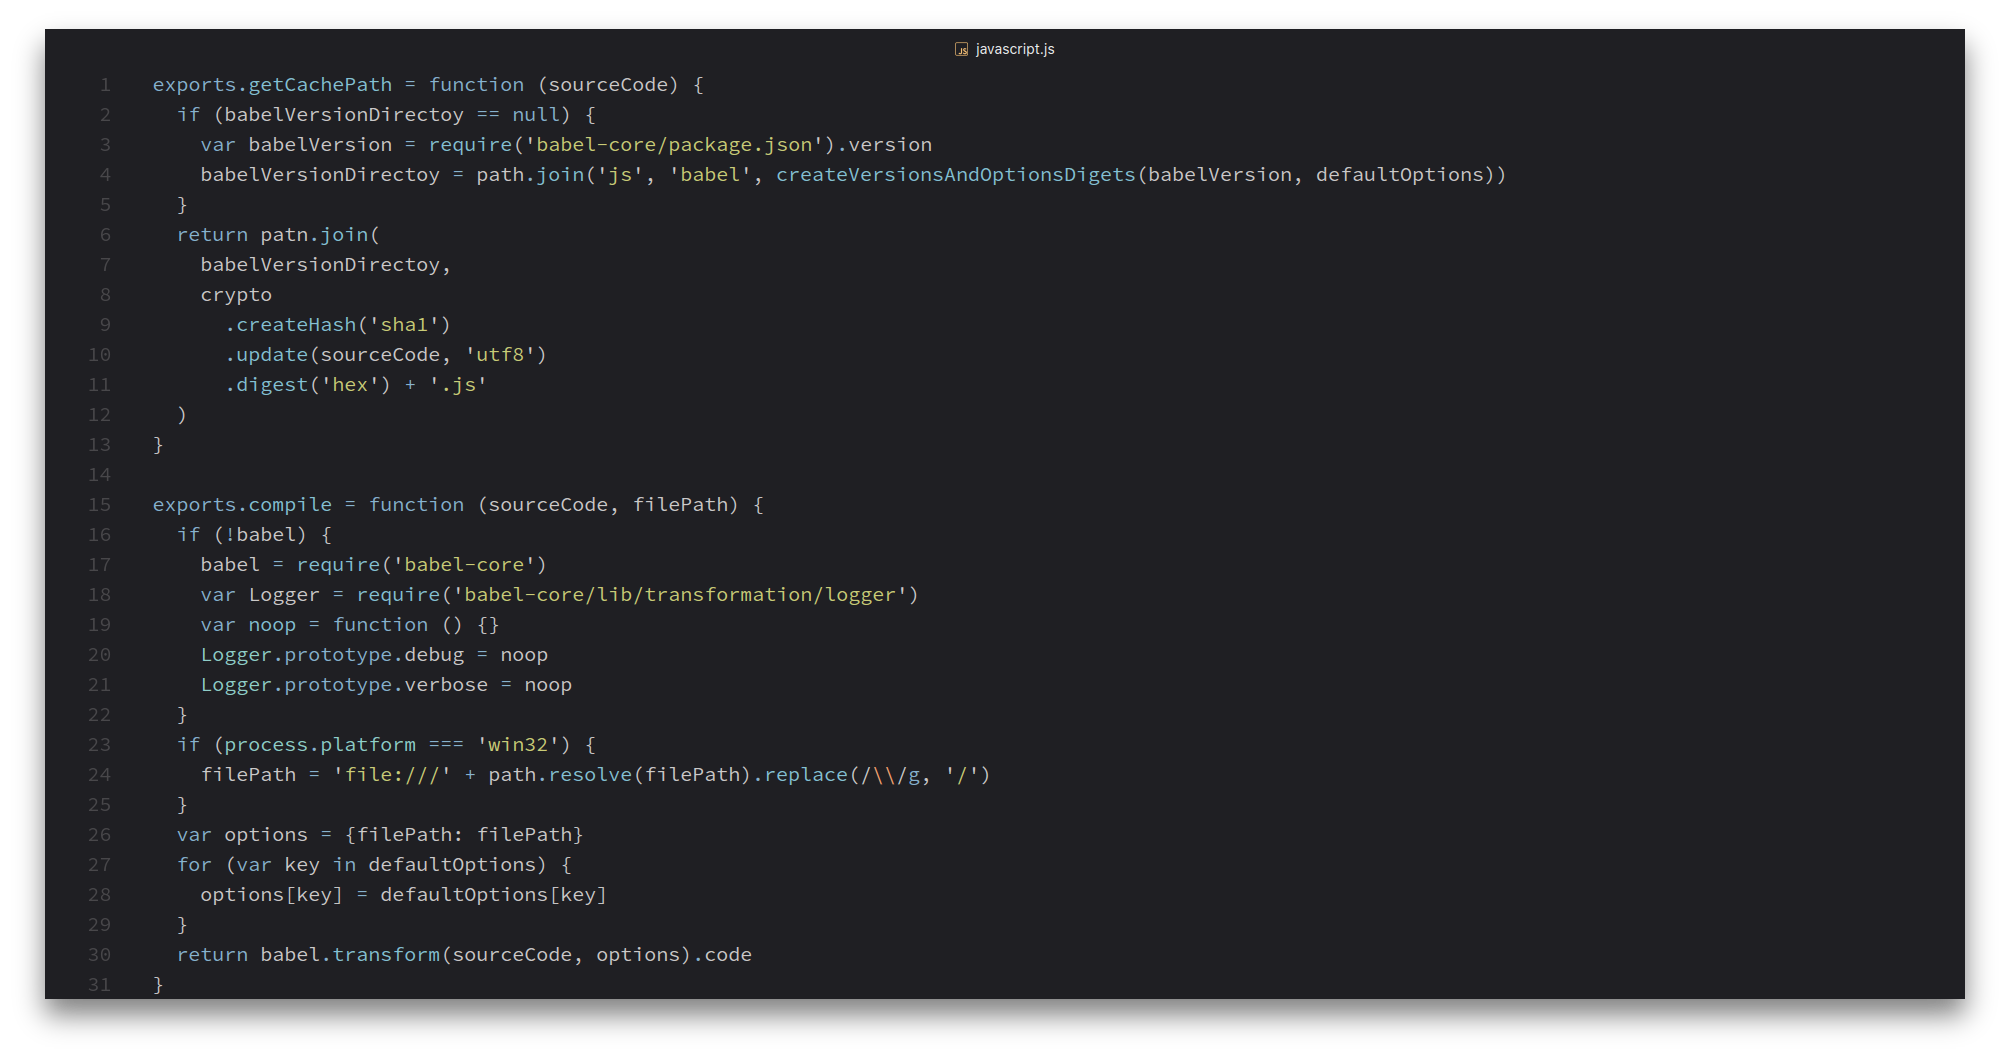 javascript.js
1 exports.getCachePath = function (sourceCode) {
2 if (babelVersionDirectoy == null) {
3 var babelVersion = require('babel-core/package.json').version
4 babelVersionDirectoy = path.join('js', 'babel', createVersionsAndOptionsDigets(babelVersion, defaultOptions))
5 }
6 return patn.join(
7 babelVersionDirectoy,
8 crypto
9 .createHash('sha1')
10 .update(sourceCode, 'utf8')
11 .digest('hex') + '.js'
12 )
13 }
14
15 exports.compile = function (sourceCode, filePath) {
16 if (!babel) {
17 babel = require('babel-core')
18 var Logger = require('babel-core/lib/transformation/logger')
19 var noop = function () {}
20 Logger.prototype.debug = noop
21 Logger.prototype.verbose = noop
22 }
23 if (process.platform === 'win32') {
24 filePath = 'file:///' + path.resolve(filePath).replace(/\\/g, '/')
25 }
26 var options = {filePath: filePath}
27 for (var key in defaultOptions) {
28 options[key] = defaultOptions[key]
29 }
30 return babel.transform(sourceCode, options).code
31 }